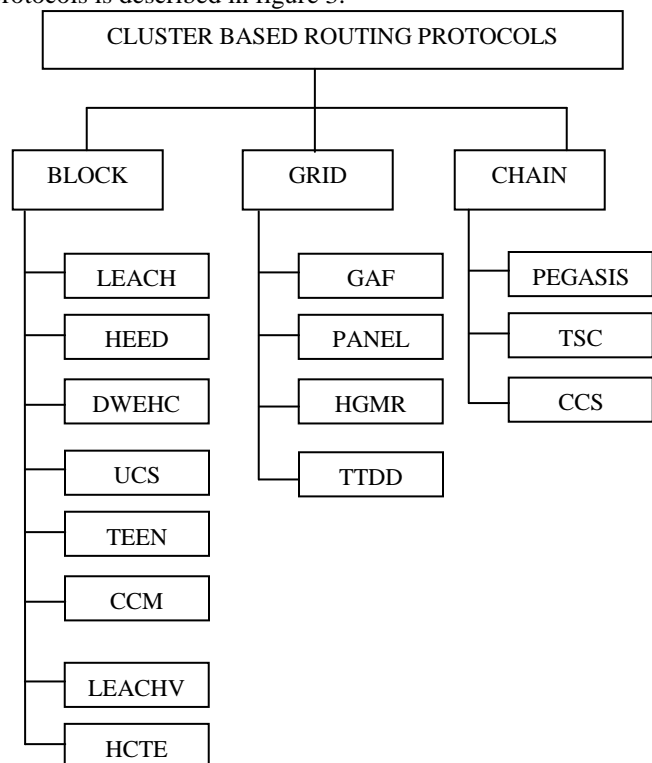 rotocols is described in figure 3.
CLUSTER BASED ROUTING PROTOCOLS
BLOCK
GRID
CHAIN
LEACH
HEED
DWEHC
UCS
TEEN
CCM
LEACHV
HCTE
GAF
PANEL
HGMR
TTDD
PEGASIS
TSC
CCS